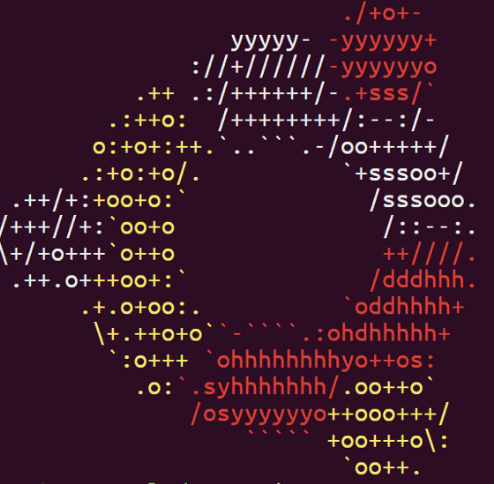 ./+o+-
yyyyy- -yyyyyy+
://+//////-yyyyyyo
.++ .:/++++++/-.+sss/`
.:++o:  /++++++++/:--:/-
o:+o+:++.`..```.-/oo+++++/
.:+o:+o/.          `+sssoo+/
.++/+:+oo+o:`             /sssooo.
/+++//+:`oo+o               /::--:.
\+/+o+++`o++o               ++////.
.++.o+++oo+:`             /dddhhh.
.+.o+oo:.          `oddhhhh+
\+.++o+o``-````.:ohdhhhhh+
`:o+++ `ohhhhhhhhyo++os:
.o:`.syhhhhhhh/.oo++o`
/osyyyyyyo++ooo+++/
````` +oo+++o\:
`oo++.